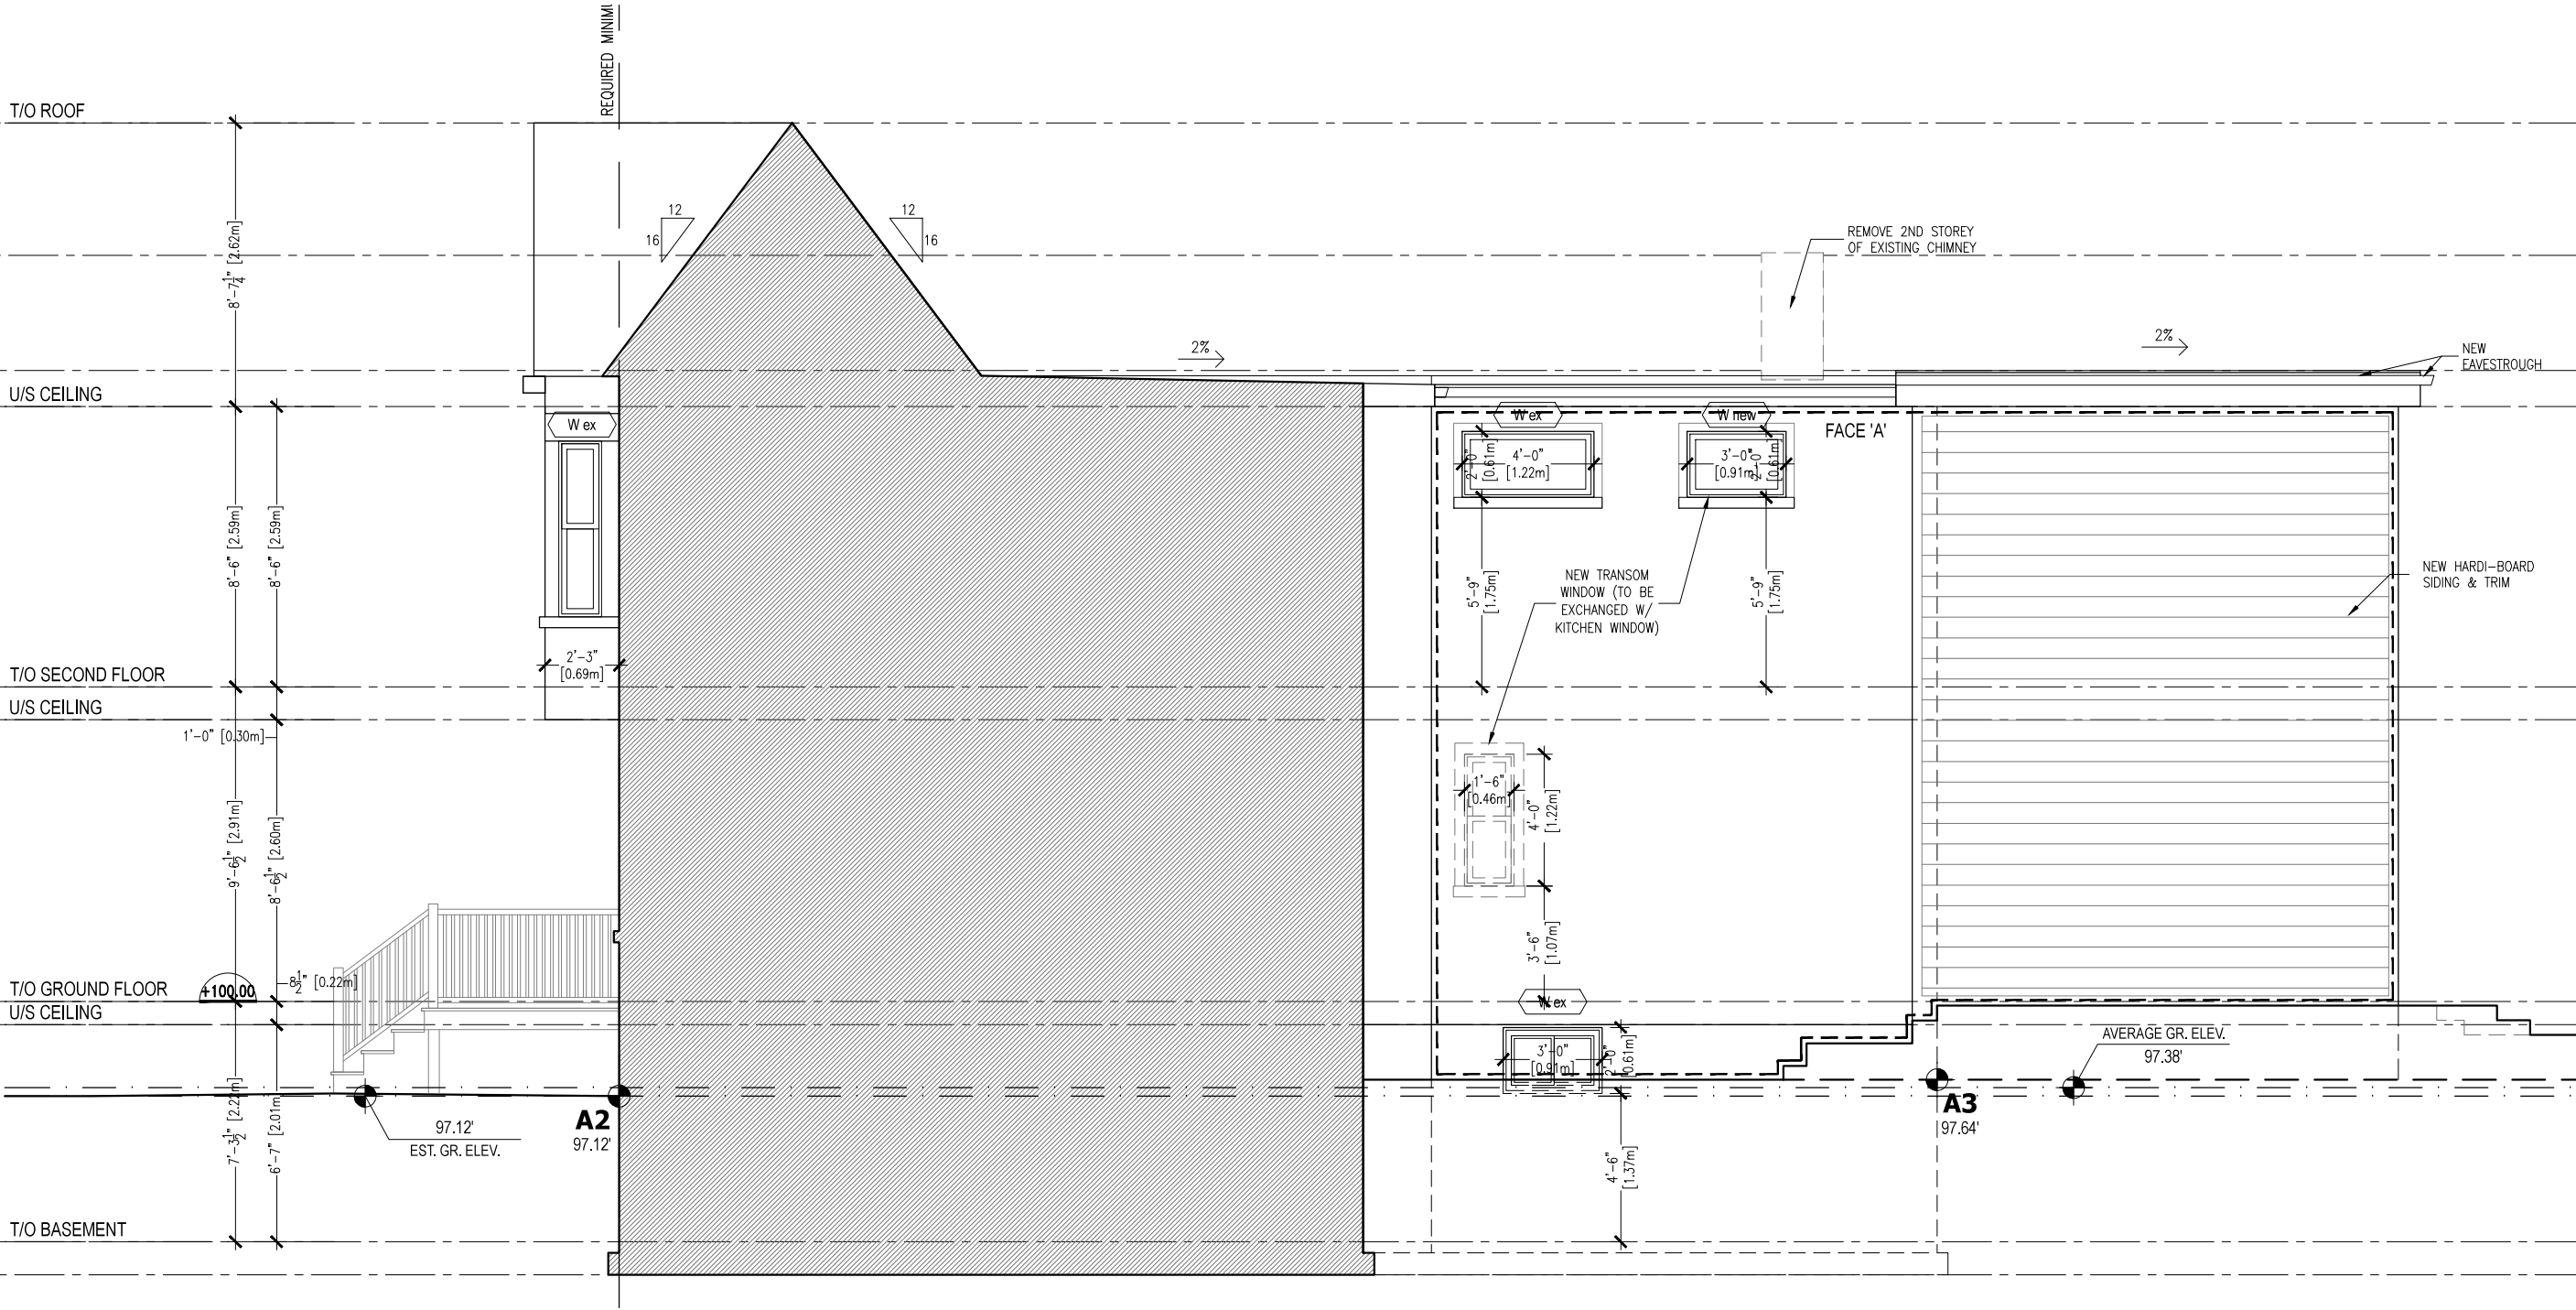 REQUIRED MINIMU
T/O ROOF
12
16
12
16
8'-7 1/4" [2.62m]
REMOVE 2ND STOREY
OF EXISTING CHIMNEY
2%
2%
NEW
EAVESTROUGH
U/S CEILING
W ex
W ex
W new
FACE 'A'
2'-0"
[0.61m]
4'-0"
[1.22m]
3'-0"
[0.91m]
2'-0"
[0.61m]
8'-6" [2.59m]
8'-6" [2.59m]
5'-9"
[1.75m]
NEW TRANSOM
WINDOW (TO BE
EXCHANGED W/
KITCHEN WINDOW)
5'-9"
[1.75m]
NEW HARDI-BOARD
SIDING & TRIM
2'-3"
[0.69m]
T/O SECOND FLOOR
U/S CEILING
1'-0" [0.30m]
9'-6 1/2" [2.91m]
8'-6 1/2" [2.60m]
1'-6"
[0.46m]
4'-0"
[1.22m]
3'-6"
[1.07m]
T/O GROUND FLOOR
+100.00
8 1/2" [0.22m]
U/S CEILING
W ex
3'-0"
[0.91m]
2'-0"
[0.61m]
AVERAGE GR. ELEV.
97.38'
7'-3 1/2" [2.22m]
6'-7" [2.01m]
97.12'
EST. GR. ELEV.
A2
97.12'
A3
97.64'
4'-6"
[1.37m]
T/O BASEMENT